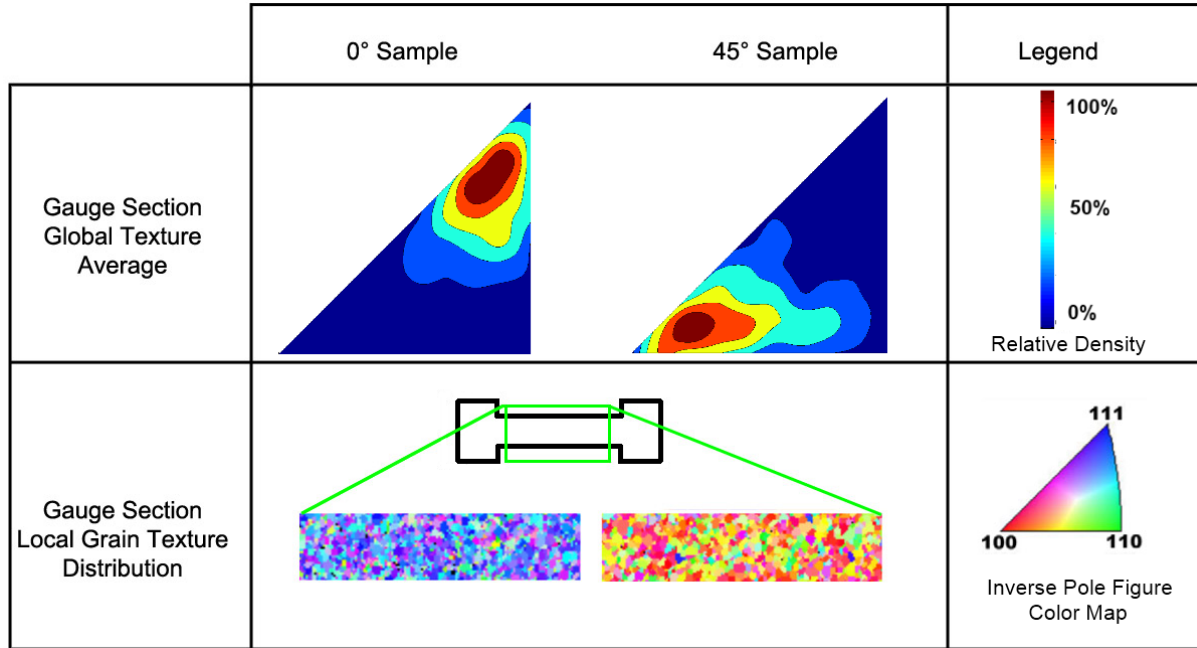 0° Sample
45° Sample
Legend
Gauge Section
Global Texture
Average
100%
50%
0%
Relative Density
Gauge Section
Local Grain Texture
Distribution
111
100
110
Inverse Pole Figure
Color Map